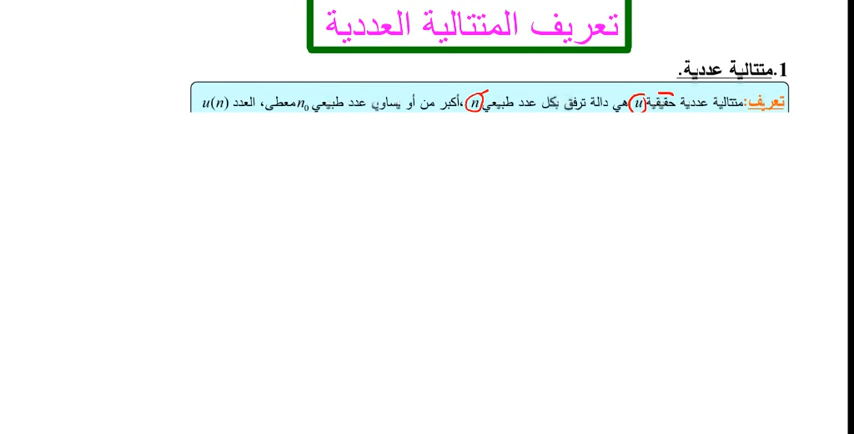 تعريف المتتالية العددية
1.متتالية عددية.
تعريف:متتالية عددية حقيقية u هي دالة ترفق بكل عدد طبيعي n ،أكبر من أو يساوي عدد طبيعي n₀ معطى، العدد u(n)